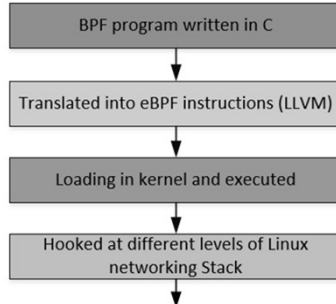 BPF program written in C
Translated into eBPF instructions (LLVM)
Loading in kernel and executed
Hooked at different levels of Linux
networking Stack